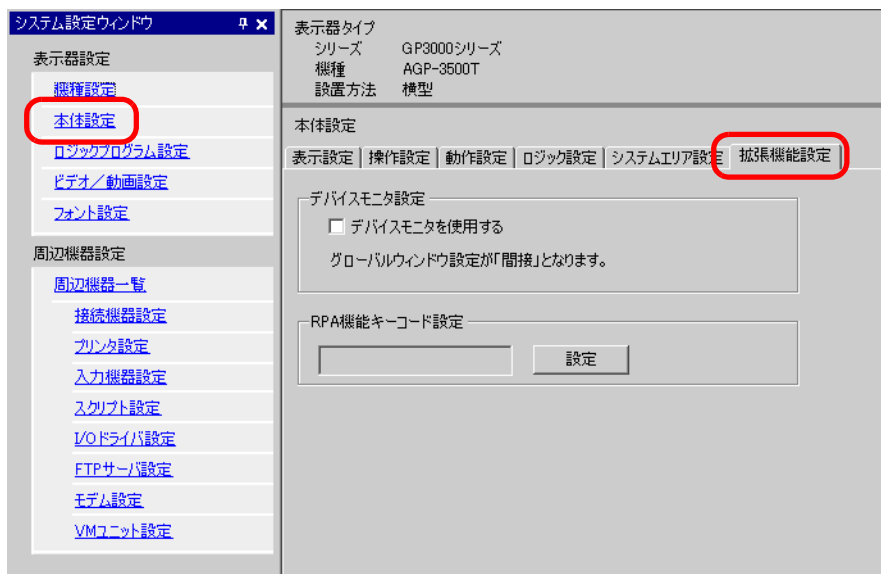 システム設定ウィンドウ
表示器設定
機種設定
本体設定
ロジックプログラム設定
ビデオ／動画設定
フォント設定
周辺機器設定
周辺機器一覧
接続機器設定
プリンタ設定
入力機器設定
スクリプト設定
I/Oドライバ設定
FTPサーバ設定
モデム設定
VMユニット設定
表示器タイプ
シリーズ GP3000シリーズ
機種 AGP-3500T
設置方法 横型
本体設定
表示設定 操作設定 動作設定 ロジック設定 システムエリア設定 拡張機能設定
デバイスモニタ設定
デバイスモニタを使用する
グローバルウィンドウ設定が「間接」となります。
RPA機能キーコード設定
設定